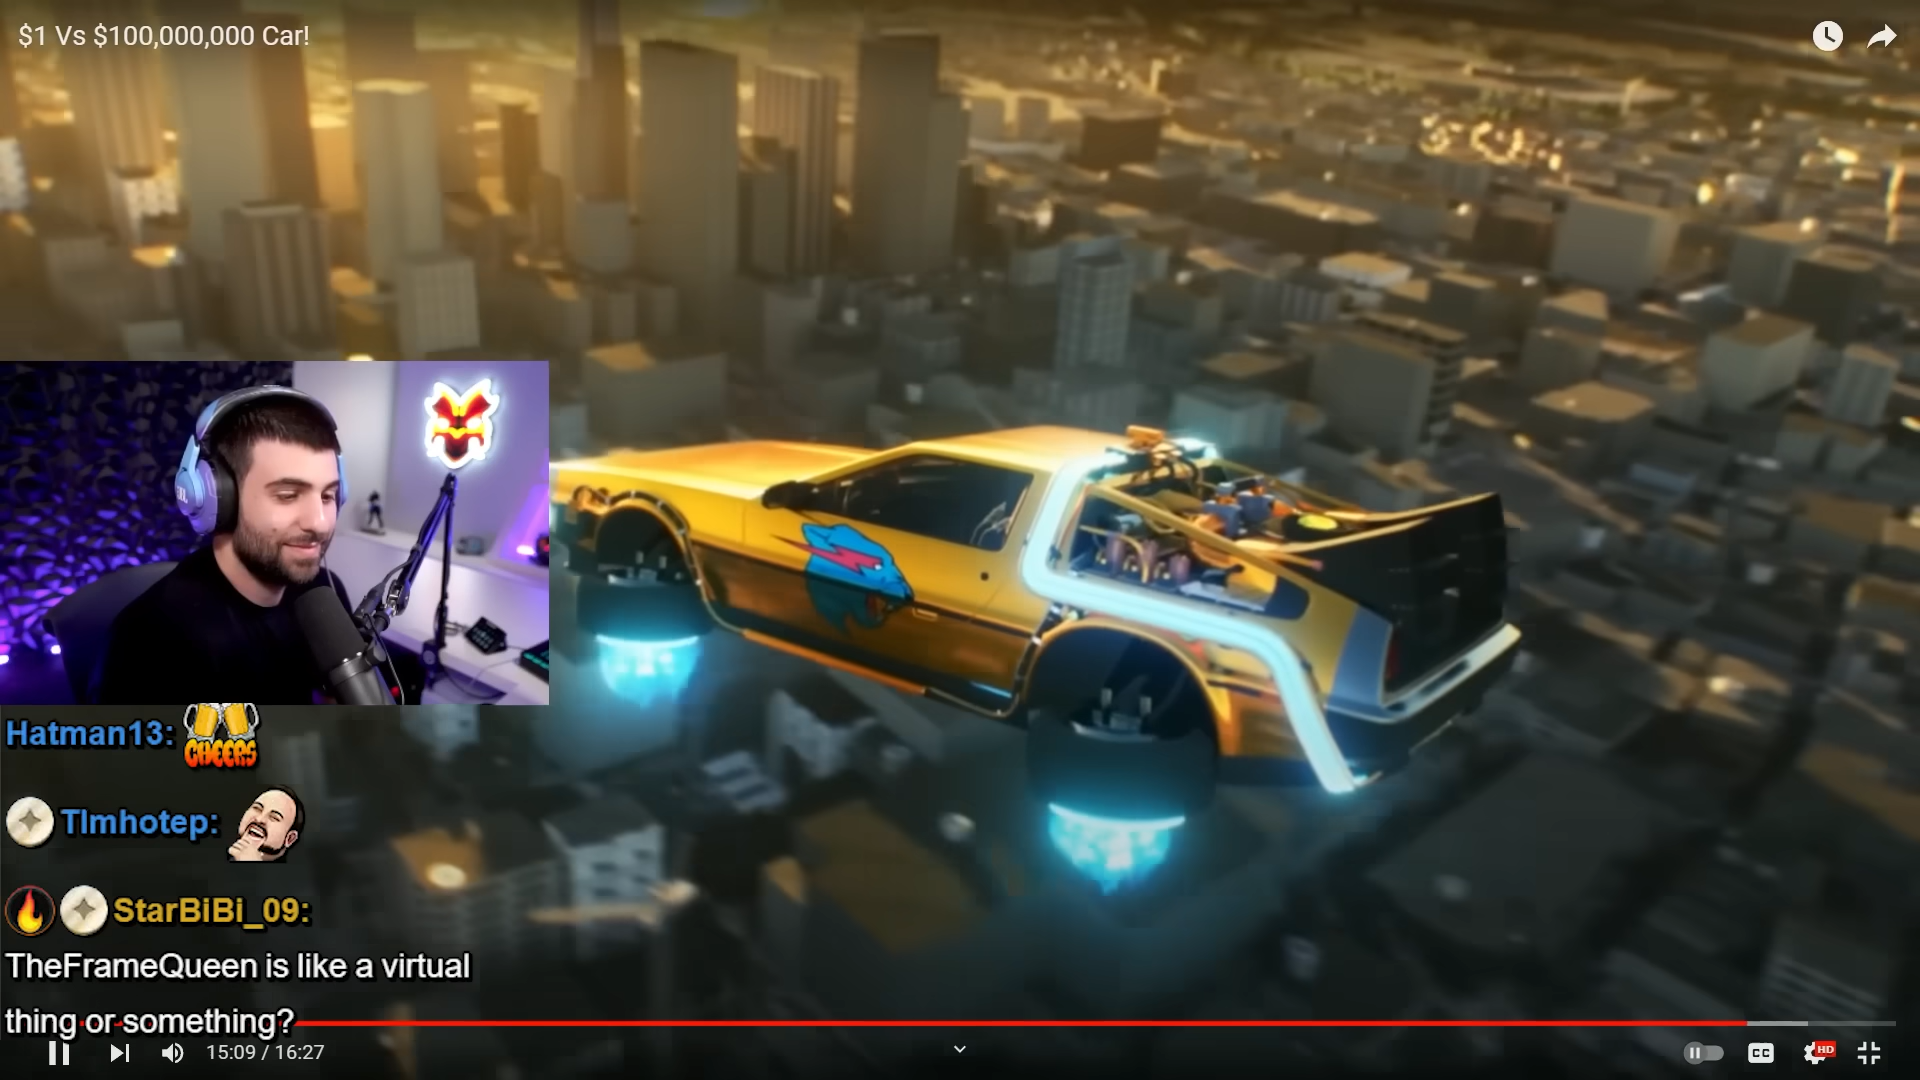 $1 Vs $100,000,000 Car!
JBL
Hatman13:
CHEERS
TImhotep:
StarBiBi_09:
TheFrameQueen is like a virtual
thing or something?
15:09 / 16:27
CC
HD